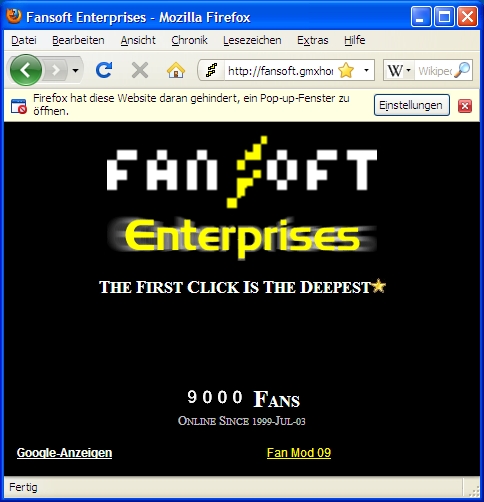 Fansoft Enterprises - Mozilla Firefox
Datei Bearbeiten Ansicht Chronik Lesezeichen Extras Hilfe
http://fansoft.gmxho W Wikipe
Firefox hat diese Website daran gehindert, ein Pop-up-Fenster zu
öffnen.
Einstellungen
FANSOFT
Enterprises
THE FIRST CLICK IS THE DEEPEST
9000 FANS
ONLINE SINCE 1999-JUL-03
Google-Anzeigen Fan Mod 09
Fertig